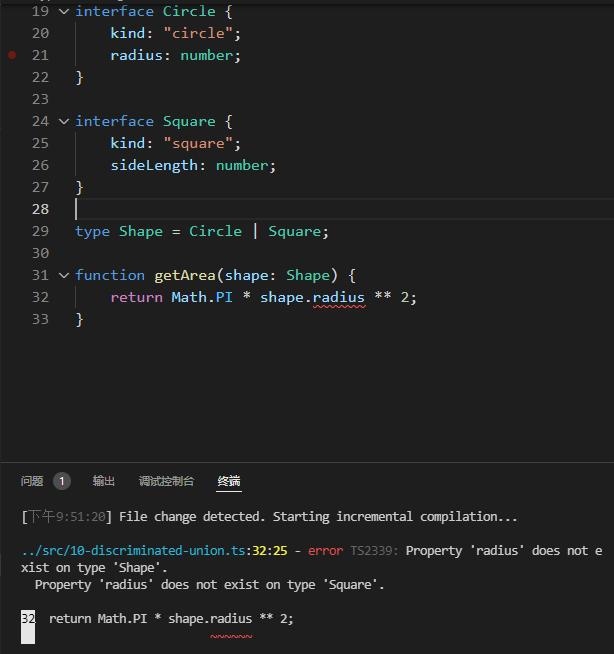 19 interface Circle {
20 kind: "circle";
21 radius: number;
22 }
23
24 interface Square {
25 kind: "square";
26 sideLength: number;
27 }
28
29 type Shape = Circle | Square;
30
31 function getArea(shape: Shape) {
32 return Math.PI * shape.radius ** 2;
33 }
问题 1 输出 调试控制台 终端
[下午9:51:20] File change detected. Starting incremental compilation...
../src/10-discriminated-union.ts:32:25 - error TS2339: Property 'radius' does not e
xist on type 'Shape'.
Property 'radius' does not exist on type 'Square'.
32 return Math.PI * shape.radius ** 2;
~~~~~~